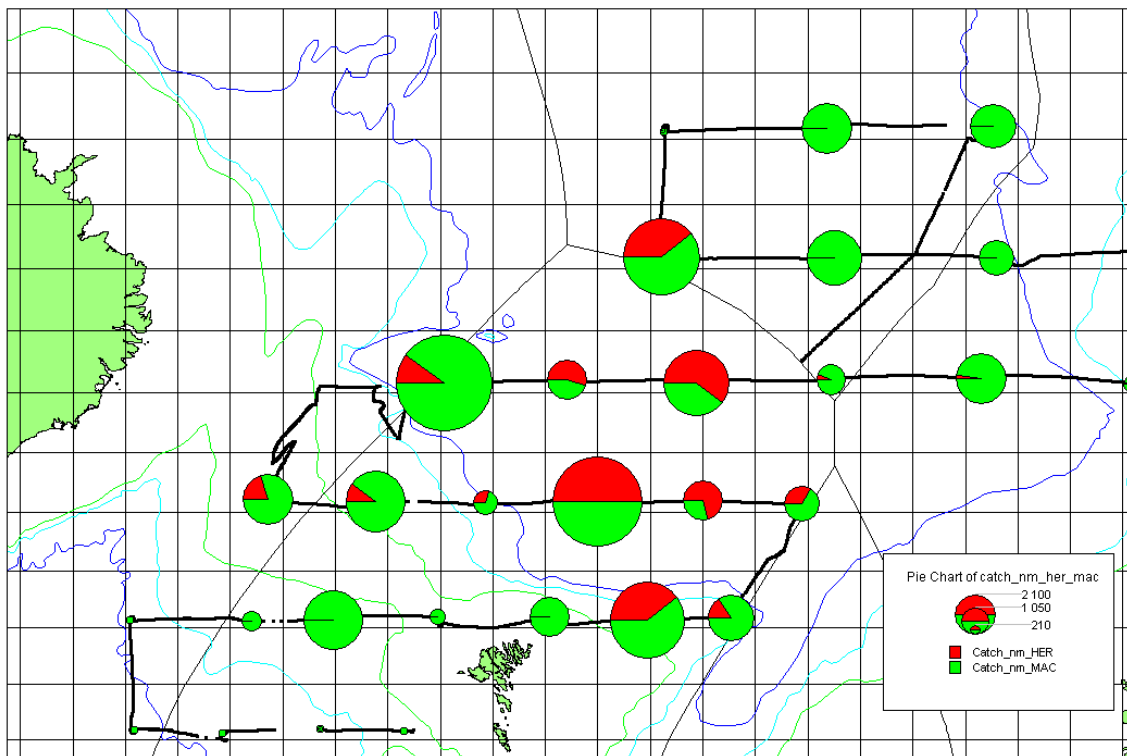 Pie Chart of catch_nm_her_mac
2 100
1 050
210
Catch_nm_HER
Catch_nm_MAC